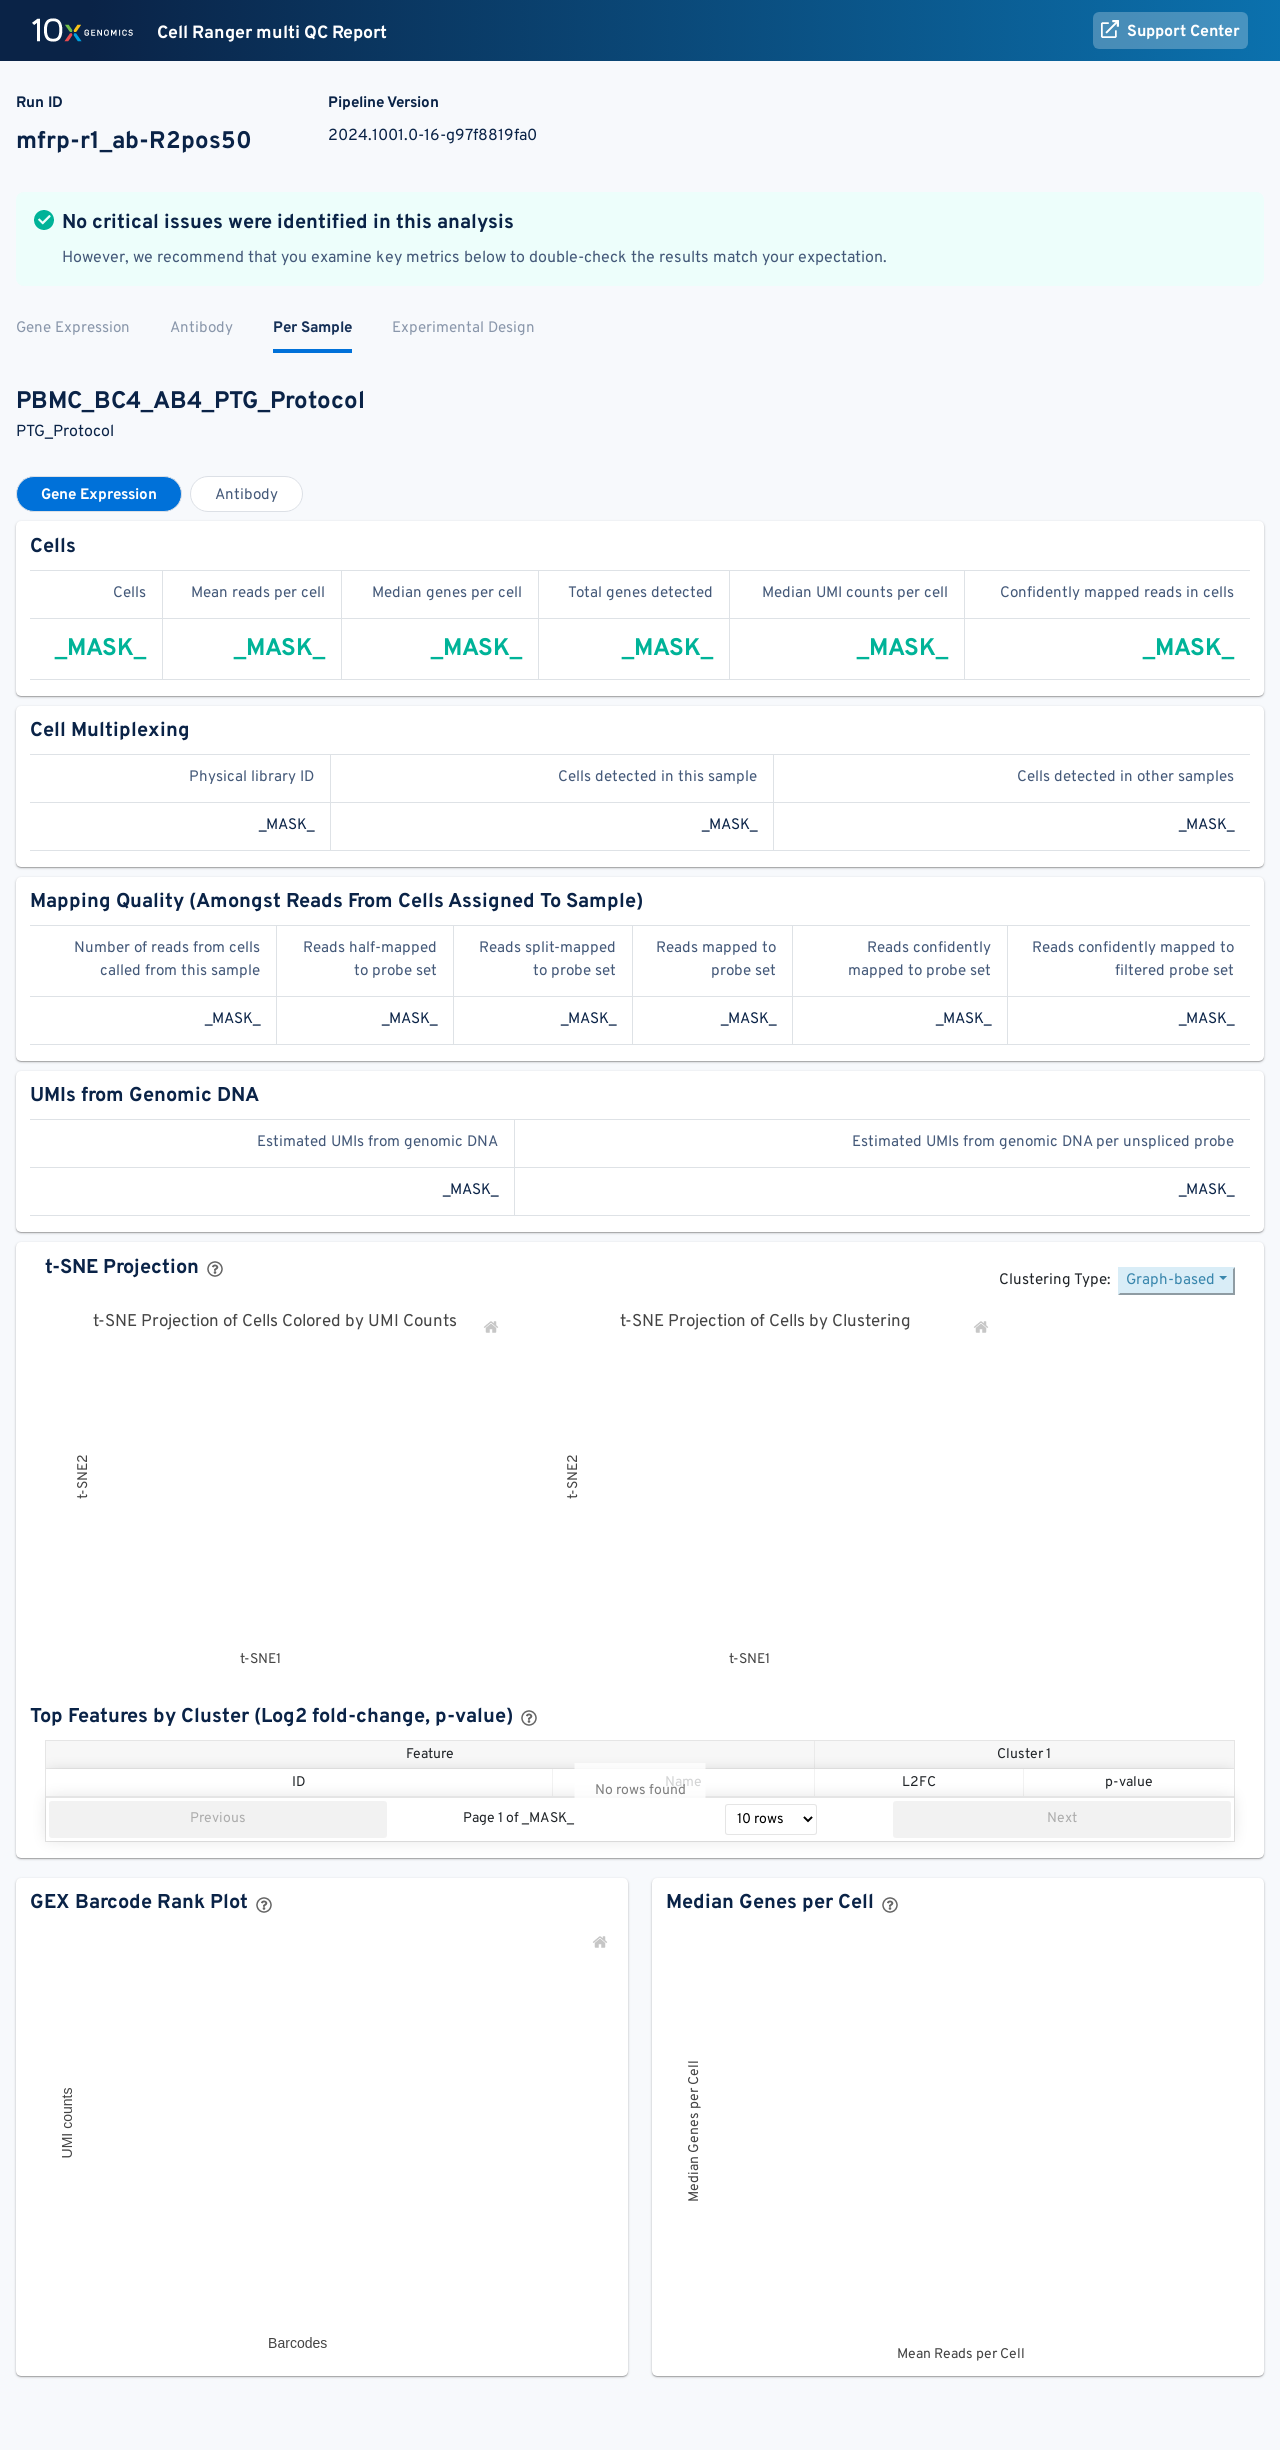 10x GENOMICS Cell Ranger multi QC Report Support Center
Run ID Pipeline Version
mfrp-r1_ab-R2pos50 2024.1001.0-16-g97f8819fa0
No critical issues were identified in this analysis
However, we recommend that you examine key metrics below to double-check the results match your expectation.
Gene Expression Antibody Per Sample Experimental Design
PBMC_BC4_AB4_PTG_Protocol
PTG_Protocol
Gene Expression Antibody
Cells
Cells Mean reads per cell Median genes per cell Total genes detected Median UMI counts per cell Confidently mapped reads in cells
_MASK_ _MASK_ _MASK_ _MASK_ _MASK_ _MASK_
Cell Multiplexing
Physical library ID Cells detected in this sample Cells detected in other samples
_MASK_ _MASK_ _MASK_
Mapping Quality (Amongst Reads From Cells Assigned To Sample)
Number of reads from cells Reads half-mapped Reads split-mapped Reads mapped to Reads confidently Reads confidently mapped to
called from this sample to probe set to probe set probe set mapped to probe set filtered probe set
_MASK_ _MASK_ _MASK_ _MASK_ _MASK_ _MASK_
UMIs from Genomic DNA
Estimated UMIs from genomic DNA Estimated UMIs from genomic DNA per unspliced probe
_MASK_ _MASK_
t-SNE Projection ?
Clustering Type: Graph-based
t-SNE Projection of Cells Colored by UMI Counts t-SNE Projection of Cells by Clustering
t-SNE2 t-SNE2
t-SNE1 t-SNE1
Top Features by Cluster (Log2 fold-change, p-value) ?
Feature Cluster 1
ID Name L2FC p-value
No rows found
Previous Page 1 of _MASK_ 10 rows Next
GEX Barcode Rank Plot ? Median Genes per Cell ?
UMI counts Median Genes per Cell
Barcodes
Mean Reads per Cell